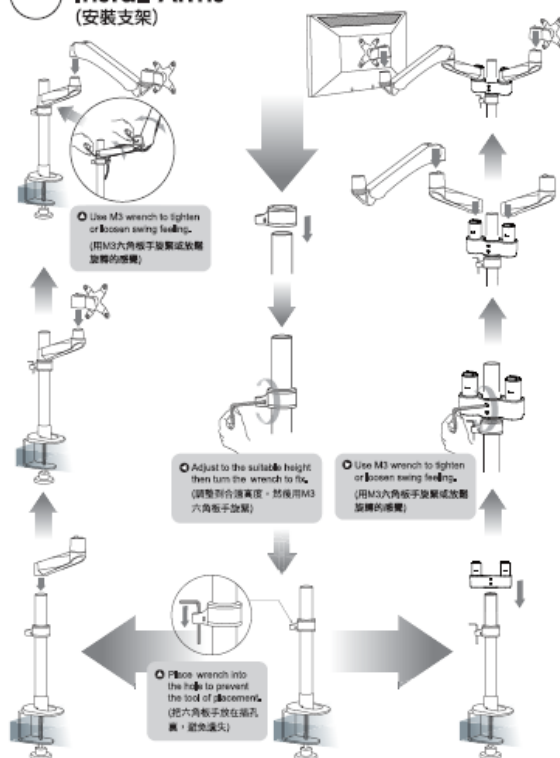 Install Arms
(安裝支架)
Use M3 wrench to tighten
or loosen swing feeling.
(用M3六角板手旋緊或放鬆
旋轉的感覺)
Adjust to the suitable height
then turn the wrench to fix.
(調整到合適高度，然後用M3
六角板手旋緊)
Use M3 wrench to tighten
or loosen swing feeling.
(用M3六角板手旋緊或放鬆
旋轉的感覺)
Place wrench into
the hole to prevent
the tool of placement.
(把六角板手放在插孔
裏，避免遺失)